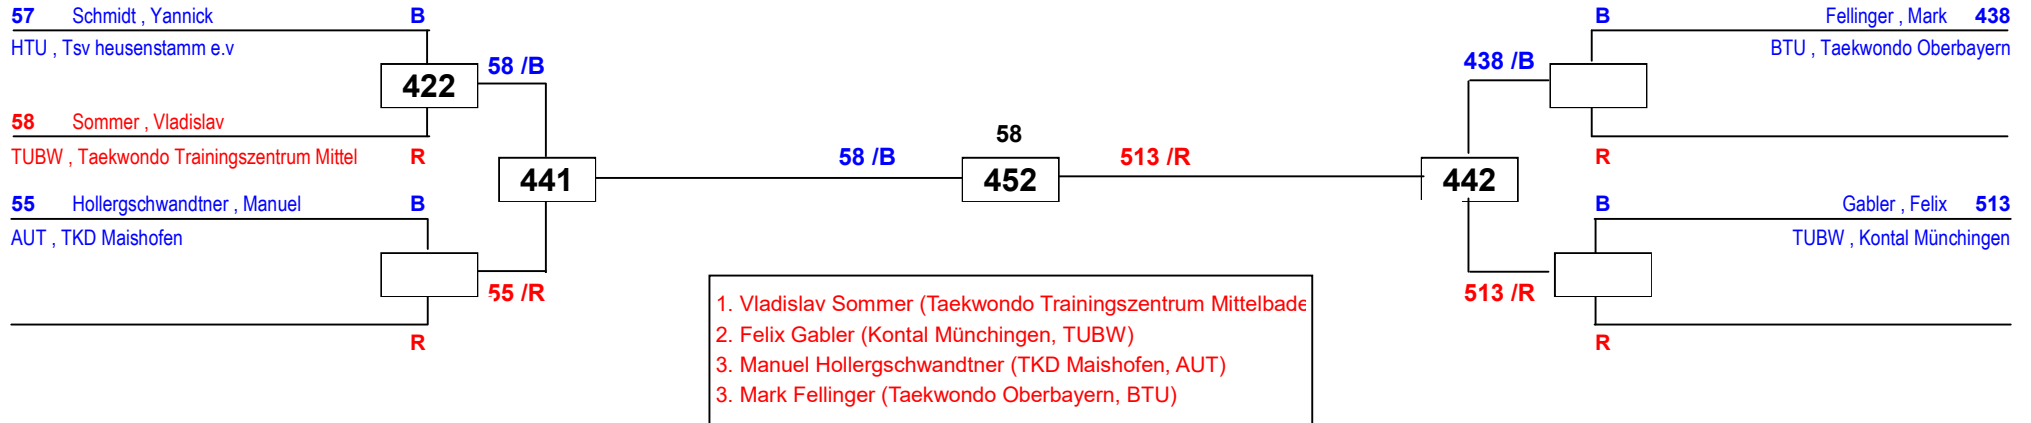 57 Schmidt , Yannick B
HTU , Tsv heusenstamm e.v
58 /B
422
58 Sommer , Vladislav
TUBW , Taekwondo Trainingszentrum Mittel R
441
55 Hollergschwandtner , Manuel B
AUT , TKD Maishofen
55 /R
R
58 /B
58
452
513 /R
B Fellinger , Mark 438
BTU , Taekwondo Oberbayern
438 /B
R
442
B Gabler , Felix 513
TUBW , Kontal Münchingen
513 /R
R
1. Vladislav Sommer (Taekwondo Trainingszentrum Mittelbade
2. Felix Gabler (Kontal Münchingen, TUBW)
3. Manuel Hollergschwandtner (TKD Maishofen, AUT)
3. Mark Fellinger (Taekwondo Oberbayern, BTU)